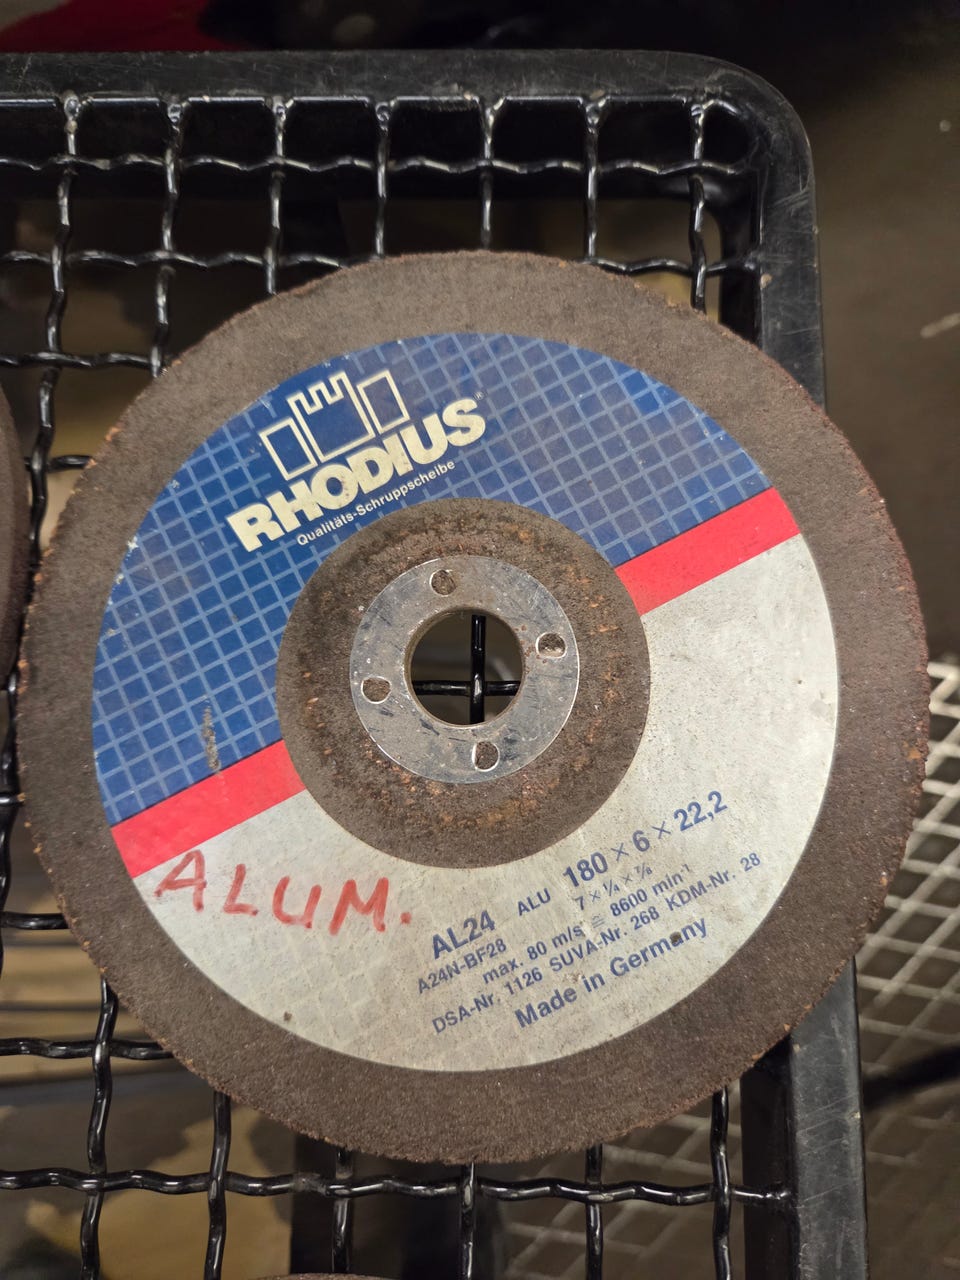 RHODIUS®
Qualitäts-Schruppscheibe
ALUM.
AL24 ALU 180 × 6 × 22,2
A24N-BF28 7 × 1/4 × 7/8
max. 80 m/s ≅ 8600 min⁻¹
DSA-Nr. 1126 SUVA-Nr. 268 KDM-Nr. 28
Made in Germany